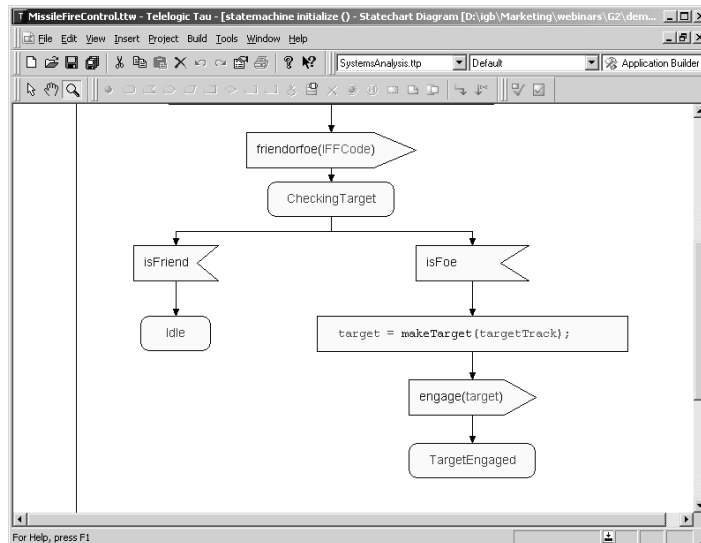 MissileFireControl.ttw - Telelogic Tau - [statemachine initialize () - Statechart Diagram [D:\igb\Marketing\webinars\G2\dem...
File Edit View Insert Project Build Tools Window Help
SystemsAnalysis.ttp Default Application Builder
friendorfoe(IFFCode)
CheckingTarget
isFriend isFoe
Idle target = makeTarget(targetTrack);
engage(target)
TargetEngaged
For Help, press F1